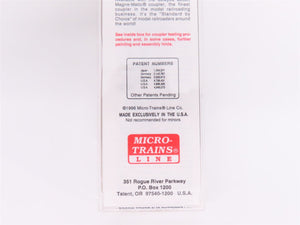 Magne-Matic® coupler, the finest
coupler in the model railroading
business. It's the "Standard by
Choice" of model railroaders around
the world.
See inside box for coupler testing pro-
cedures and, in some cases, further
painting and assembly hints.
PATENT NUMBERS
Japan
Germany
Germany
U.S.A.
U.S.A.
U.S.A.
Other Patents Pending
Micro-Trains® Line Co.
MADE EXCLUSIVELY IN THE U.S.A.
Not recommended for minors
MICRO-
TRAINS®
LINE
351 Rogue River Parkway
P.O. Box 1200
Talent, OR 97540-1200 U.S.A.